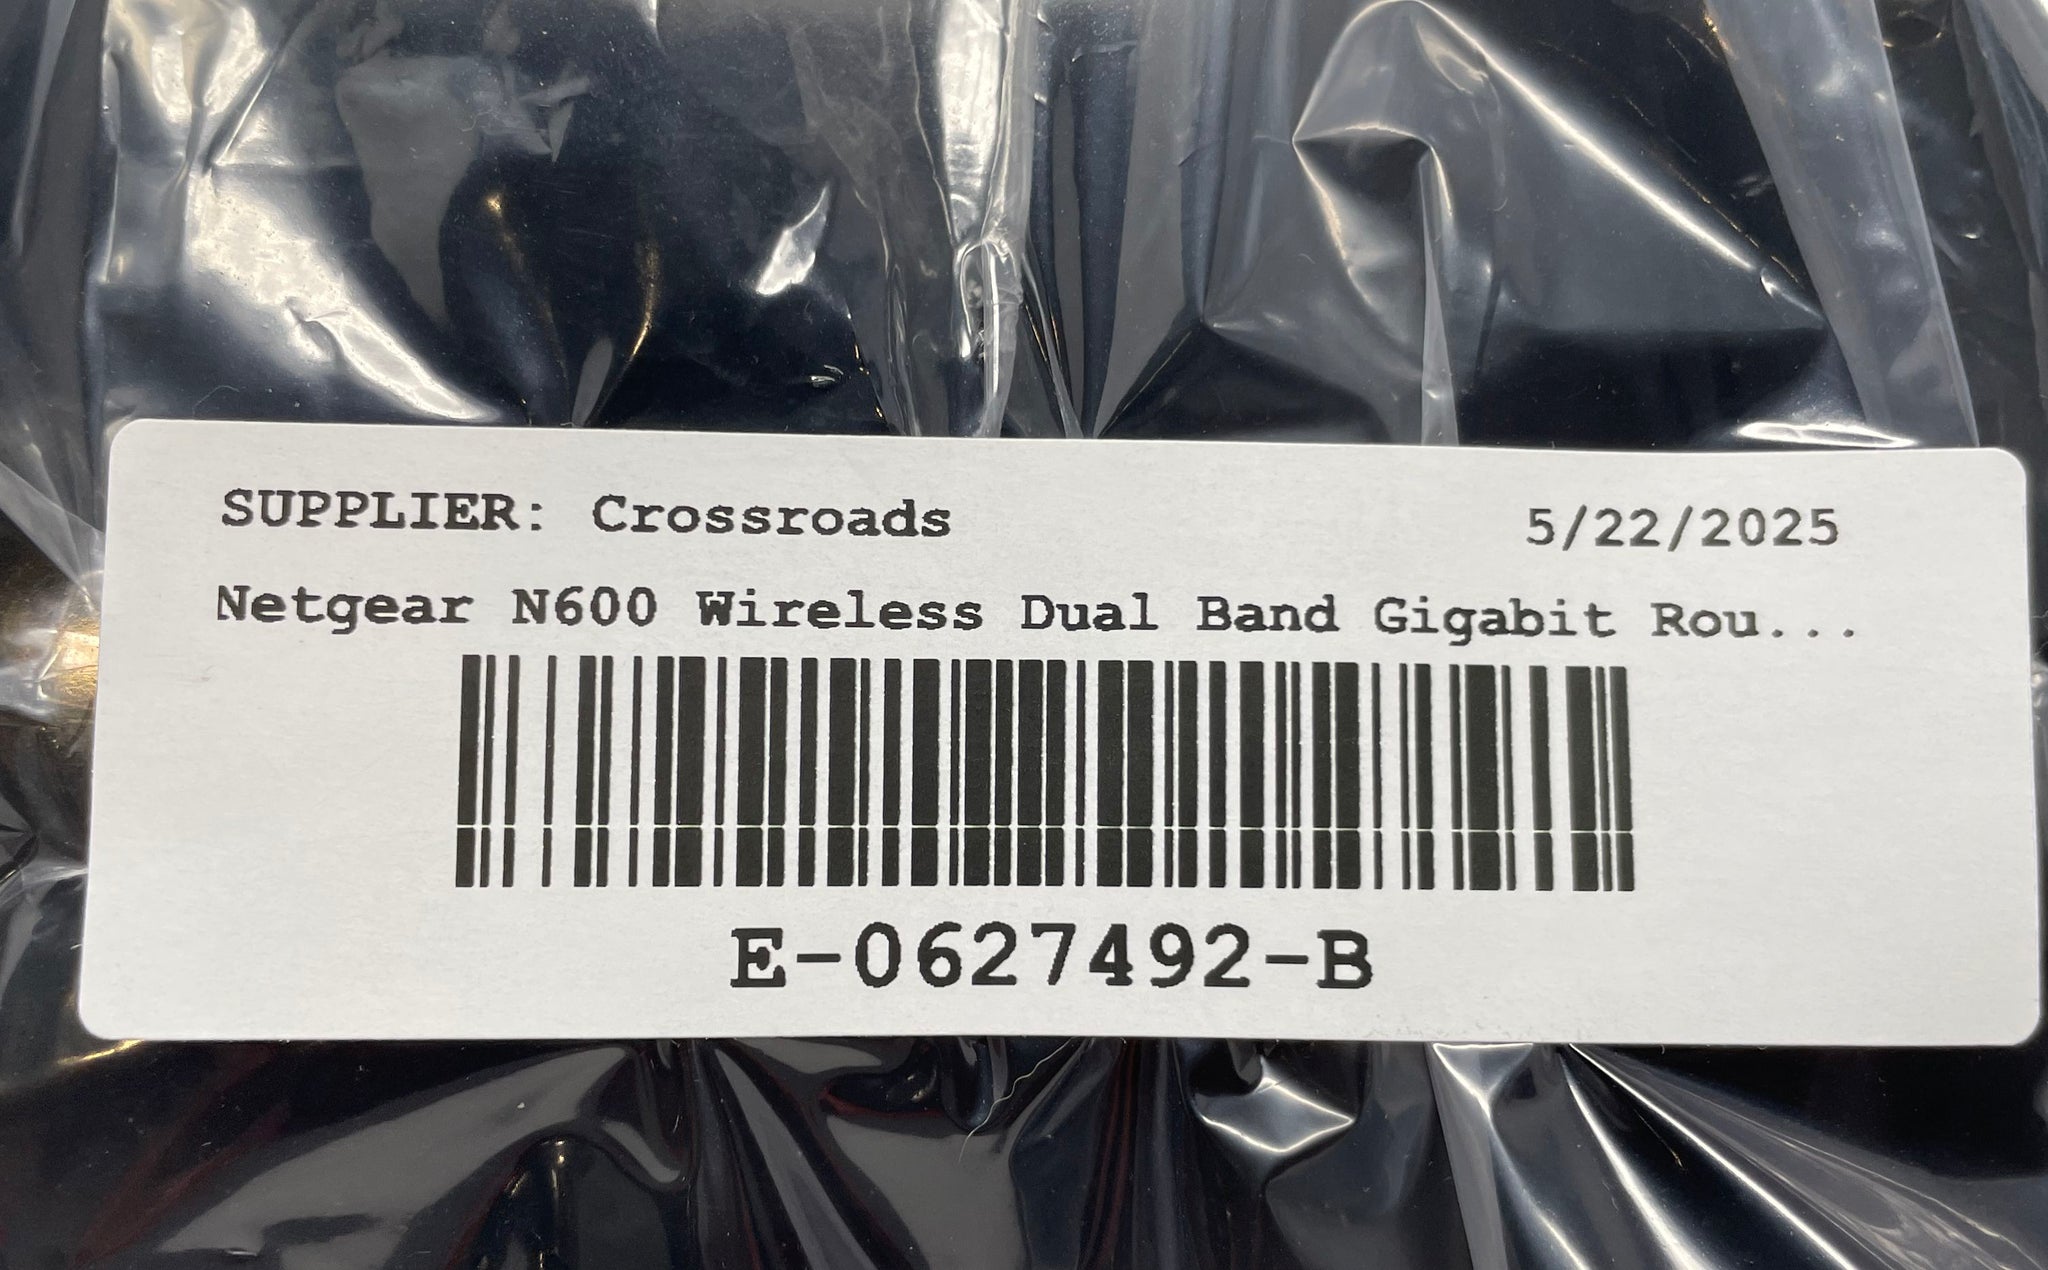 SUPPLIER: Crossroads 5/22/2025
Netgear N600 Wireless Dual Band Gigabit Rou...
E-0627492-B